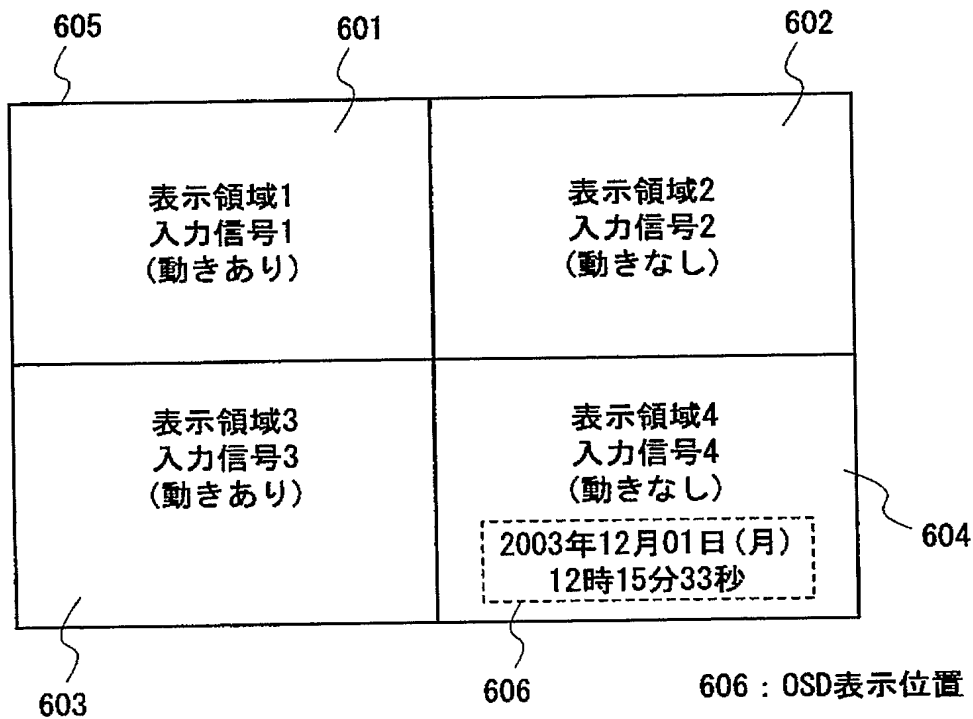 605
601
602
表示領域1
入力信号1
(動きあり)
表示領域2
入力信号2
(動きなし)
表示領域3
入力信号3
(動きあり)
表示領域4
入力信号4
(動きなし)
2003年12月01日(月)
12時15分33秒
604
603
606
606:OSD表示位置